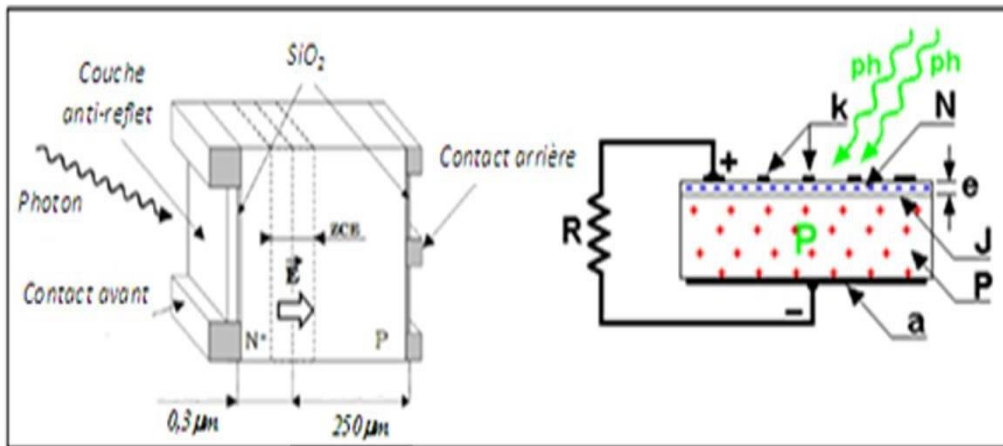 SiO2
Couche
anti-reflet
Contact arrière
Photon
ZCE
E
Contact avant
N+
P
0,3 µm
250 µm
ph
ph
k
N
+
e
R
P
J
P
–
a